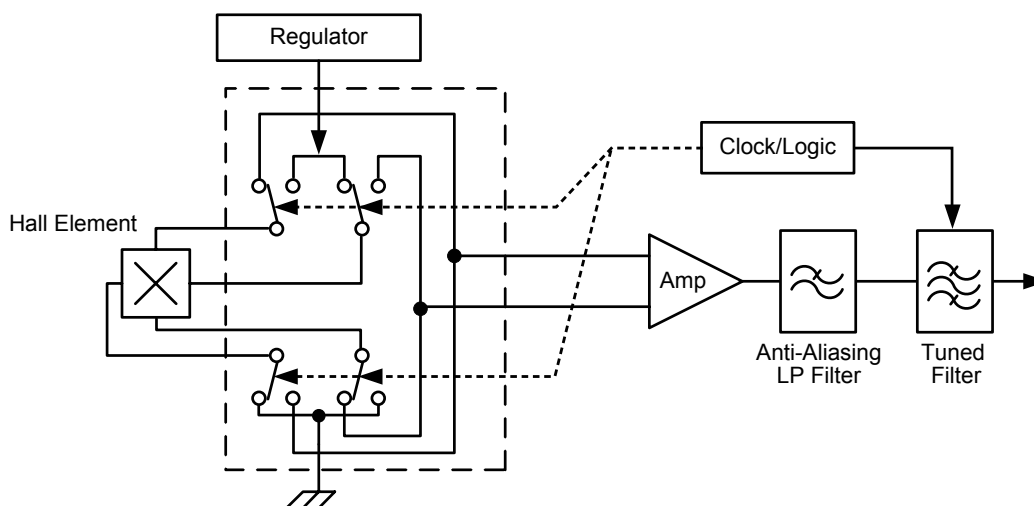 Regulator
Clock/Logic
Hall Element
Amp
Anti-Aliasing
LP Filter
Tuned
Filter